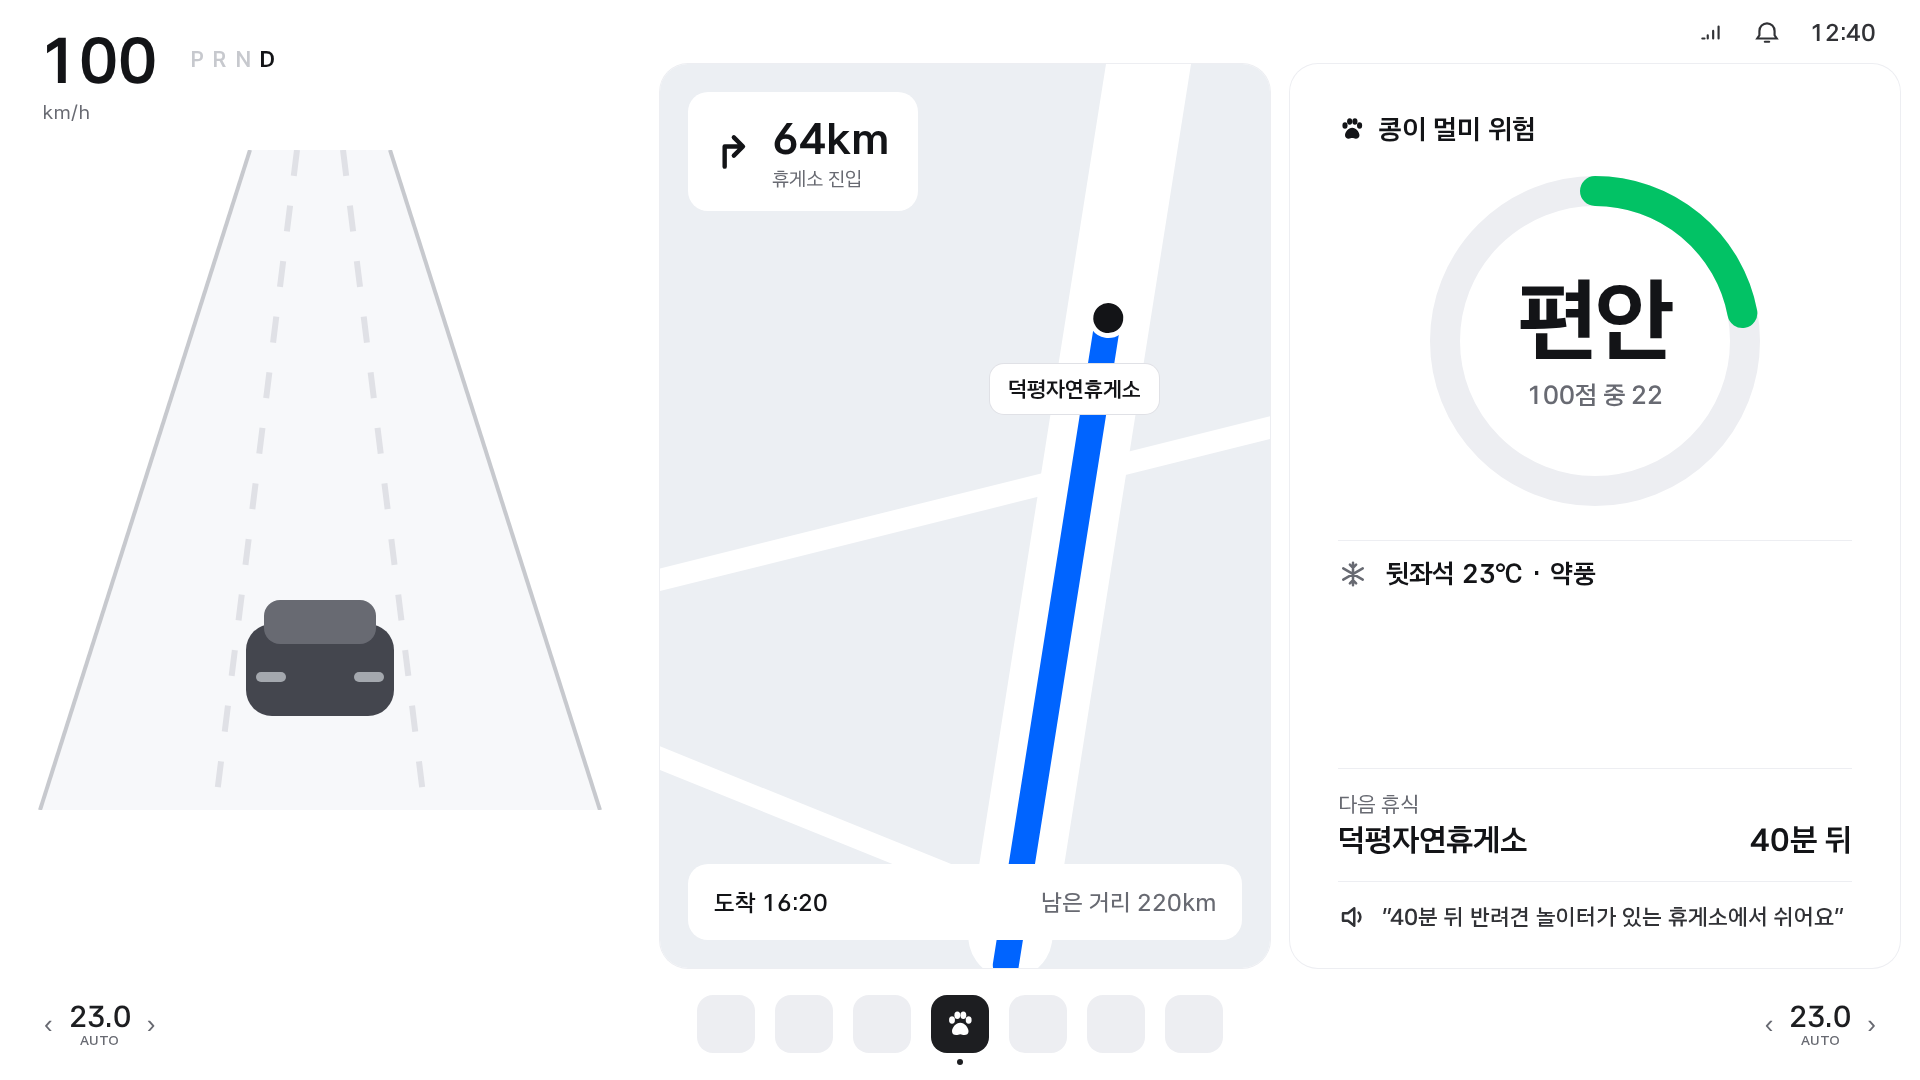 100
P R N D
km/h
12:40
64km
휴게소 진입
덕평자연휴게소
도착 16:20
남은 거리 220km
콩이 멀미 위험
편안
100점 중 22
뒷좌석 23°C · 약풍
다음 휴식
덕평자연휴게소
40분 뒤
"40분 뒤 반려견 놀이터가 있는 휴게소에서 쉬어요"
‹ 23.0 ›
AUTO
‹ 23.0 ›
AUTO